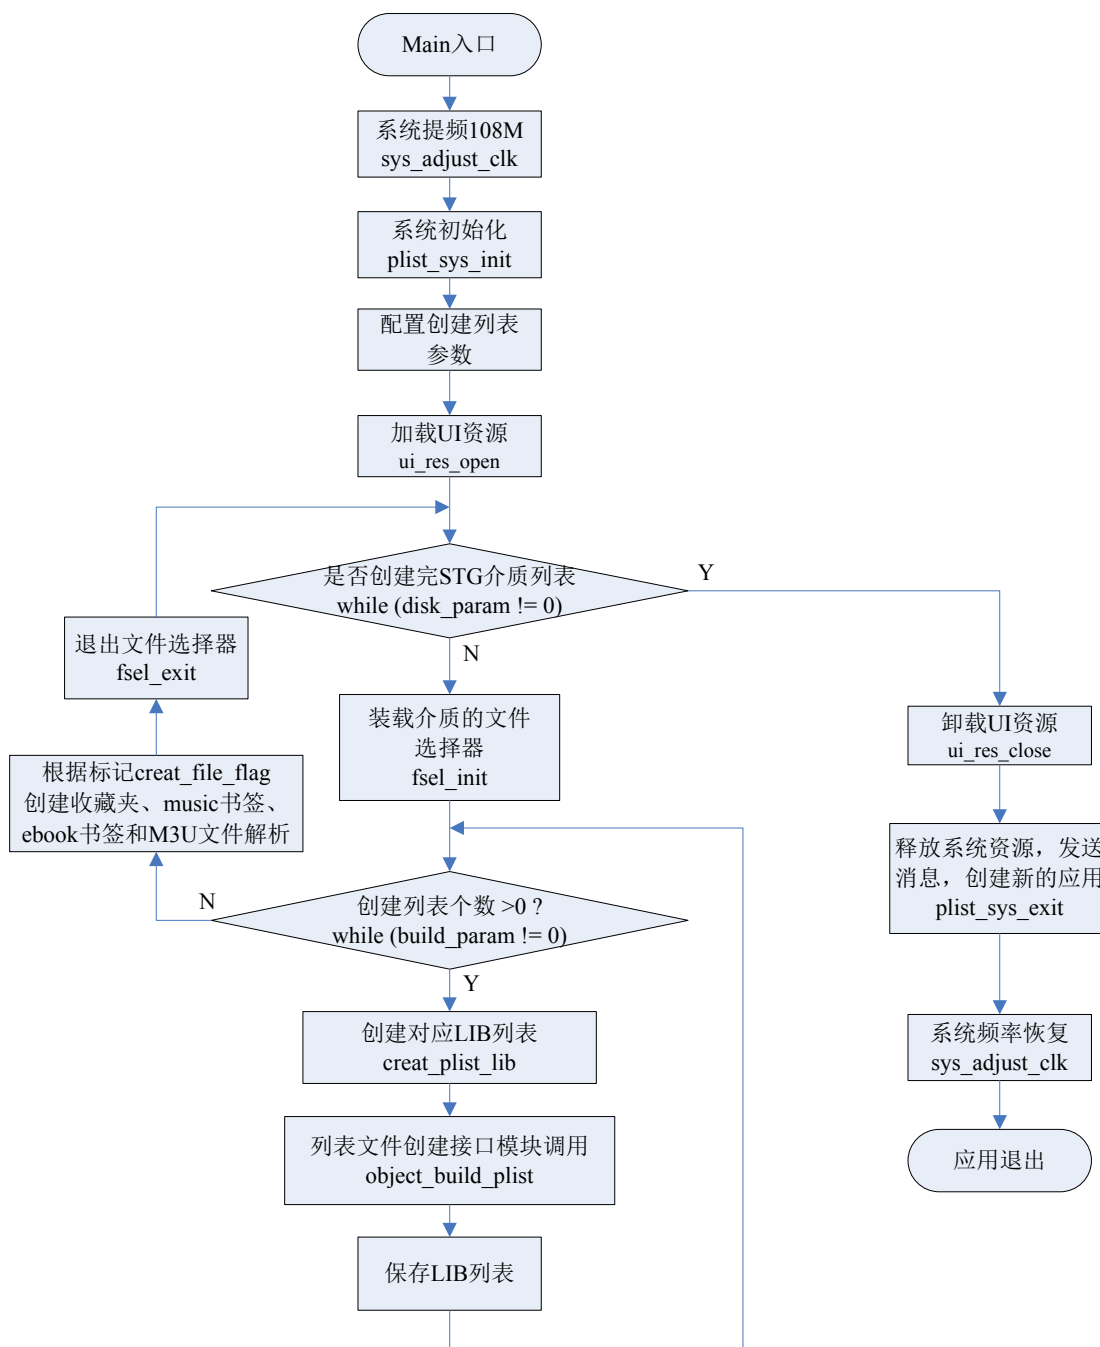 Main入口
系统提频108M
sys_adjust_clk
系统初始化
plist_sys_init
配置创建列表
参数
加载UI资源
ui_res_open
是否创建完STG介质列表
while (disk_param != 0)
Y
N
退出文件选择器
fsel_exit
装载介质的文件
选择器
fsel_init
卸载UI资源
ui_res_close
根据标记creat_file_flag
创建收藏夹、music书签、
ebook书签和M3U文件解析
释放系统资源，发送
消息，创建新的应用
plist_sys_exit
N
创建列表个数 >0 ?
while (build_param != 0)
Y
创建对应LIB列表
creat_plist_lib
系统频率恢复
sys_adjust_clk
列表文件创建接口模块调用
object_build_plist
应用退出
保存LIB列表